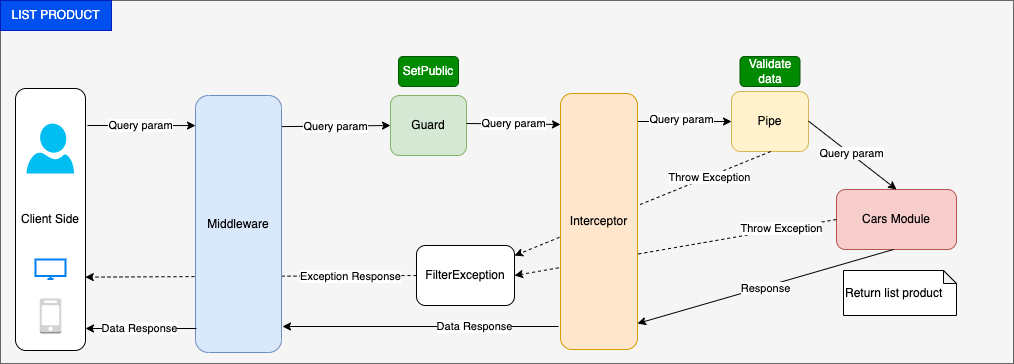 LIST PRODUCT
SetPublic
Validate
data
Query param
Query param
Guard
Query param
Query param
Pipe
Query param
Throw Exception
Client Side
Middleware
Interceptor
Cars Module
Throw Exception
Exception Response
FilterException
Response
Return list product
Data Response
Data Response